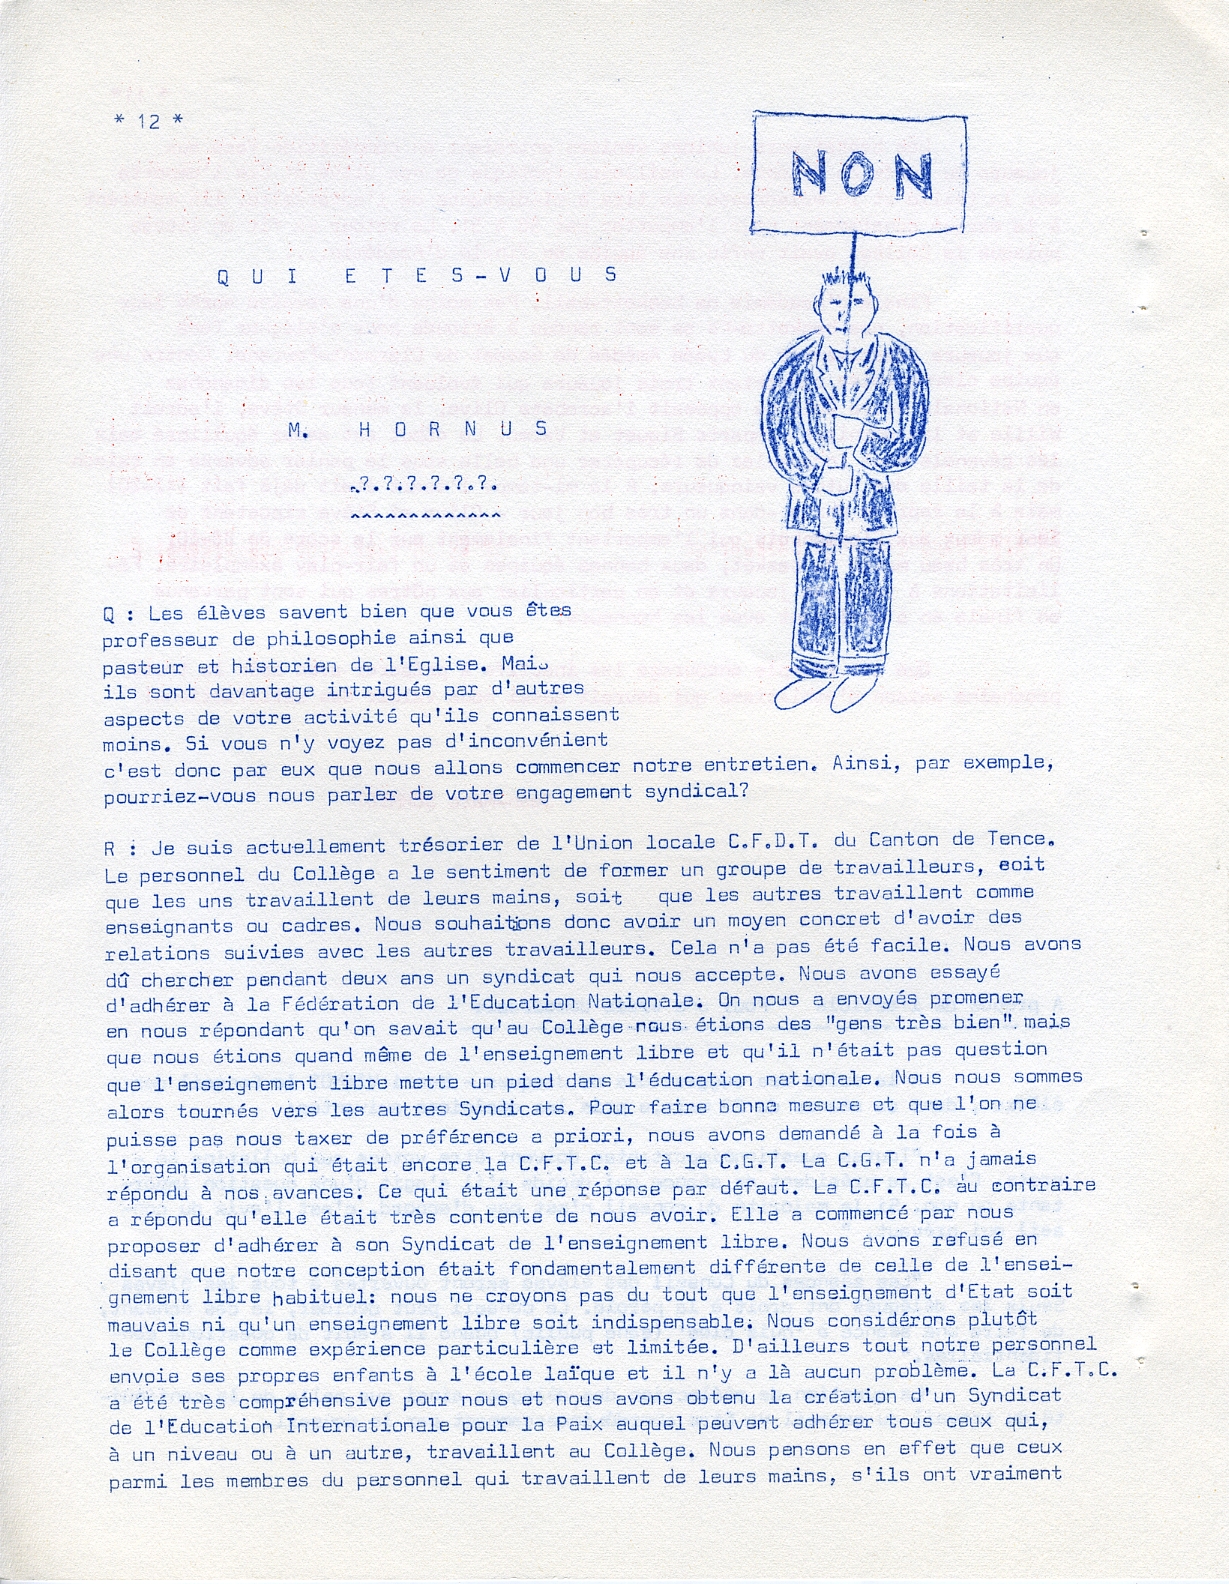 * 12 *
NON
QUI ETES-VOUS
M. HORNUS
.?.?.?.?.?.?.
^^^^^^^^^^^^^
Q : Les élèves savent bien que vous êtes
professeur de philosophie ainsi que
pasteur et historien de l'Eglise. Mais
ils sont davantage intrigués par d'autres
aspects de votre activité qu'ils connaissent
moins. Si vous n'y voyez pas d'inconvénient
c'est donc par eux que nous allons commencer notre entretien. Ainsi, par exemple,
pourriez-vous nous parler de votre engagement syndical?
R : Je suis actuellement trésorier de l'Union locale C.F.D.T. du Canton de Tence.
Le personnel du Collège a le sentiment de former un groupe de travailleurs, soit
que les uns travaillent de leurs mains, soit que les autres travaillent comme
enseignants ou cadres. Nous souhaitions donc avoir un moyen concret d'avoir des
relations suivies avec les autres travailleurs. Cela n'a pas été facile. Nous avons
dû chercher pendant deux ans un syndicat qui nous accepte. Nous avons essayé
d'adhérer à la Fédération de l'Education Nationale. On nous a envoyés promener
en nous répondant qu'on savait qu'au Collège nous étions des "gens très bien" mais
que nous étions quand même de l'enseignement libre et qu'il n'était pas question
que l'enseignement libre mette un pied dans l'éducation nationale. Nous nous sommes
alors tournés vers les autres Syndicats. Pour faire bonne mesure et que l'on ne
puisse pas nous taxer de préférence a priori, nous avons demandé à la fois à
l'organisation qui était encore la C.F.T.C. et à la C.G.T. La C.G.T. n'a jamais
répondu à nos avances. Ce qui était une réponse par défaut. La C.F.T.C. au contraire
a répondu qu'elle était très contente de nous avoir. Elle a commencé par nous
proposer d'adhérer à son Syndicat de l'enseignement libre. Nous avons refusé en
disant que notre conception était fondamentalement différente de celle de l'ensei-
gnement libre habituel: nous ne croyons pas du tout que l'enseignement d'Etat soit
mauvais ni qu'un enseignement libre soit indispensable. Nous considérons plutôt
le Collège comme expérience particulière et limitée. D'ailleurs tout notre personnel
envoie ses propres enfants à l'école laïque et il n'y a là aucun problème. La C.F.T.C.
a été très compréhensive pour nous et nous avons obtenu la création d'un Syndicat
de l'Education Internationale pour la Paix auquel peuvent adhérer tous ceux qui,
à un niveau ou à un autre, travaillent au Collège. Nous pensons en effet que ceux
parmi les membres du personnel qui travaillent de leurs mains, s'ils ont vraiment